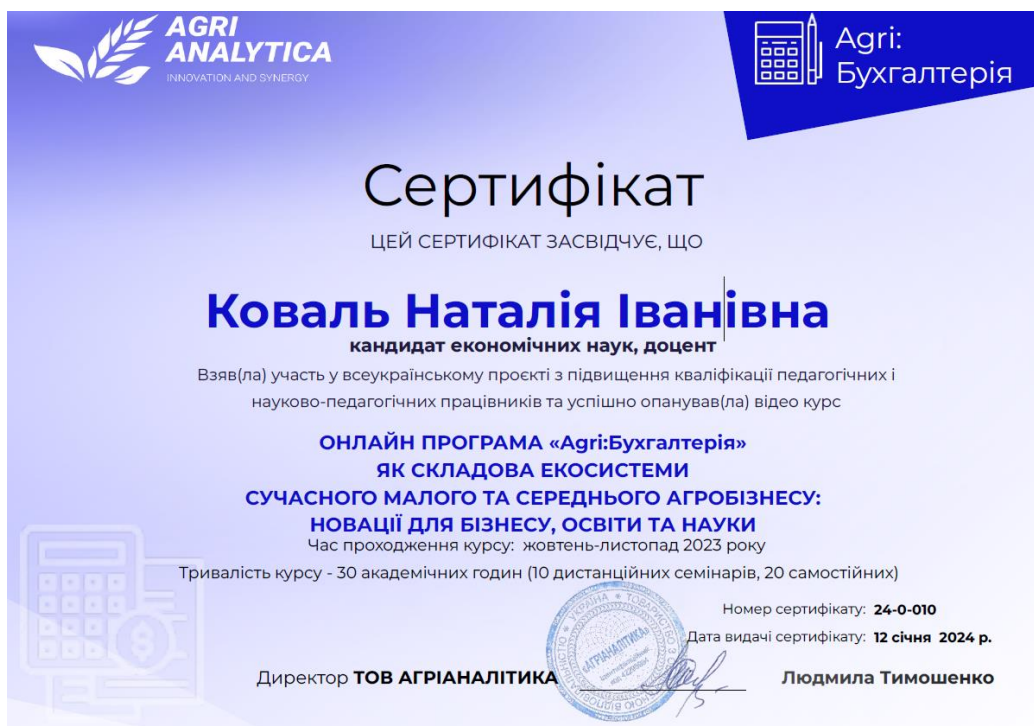 AGRI
ANALYTICA
INNOVATION AND SYNERGY
Agri:
Бухгалтерія
Сертифікат
ЦЕЙ СЕРТИФІКАТ ЗАСВІДЧУЄ, ЩО
Коваль Наталія Іванівна
кандидат економічних наук, доцент
Взяв(ла) участь у всеукраїнському проєкті з підвищення кваліфікації педагогічних і
науково-педагогічних працівників та успішно опанував(ла) відео курс
ОНЛАЙН ПРОГРАМА «Agri:Бухгалтерія»
ЯК СКЛАДОВА ЕКОСИСТЕМИ
СУЧАСНОГО МАЛОГО ТА СЕРЕДНЬОГО АГРОБІЗНЕСУ:
НОВАЦІЇ ДЛЯ БІЗНЕСУ, ОСВІТИ ТА НАУКИ
Час проходження курсу: жовтень-листопад 2023 року
Тривалість курсу - 30 академічних годин (10 дистанційних семінарів, 20 самостійних)
Номер сертифікату: 24-0-010
Дата видачі сертифікату: 12 січня 2024 р.
УКРАЇНА * ТОВАРИСТВО З
«АГРІАНАЛІТИКА»
Директор ТОВ АГРІАНАЛІТИКА Людмила Тимошенко